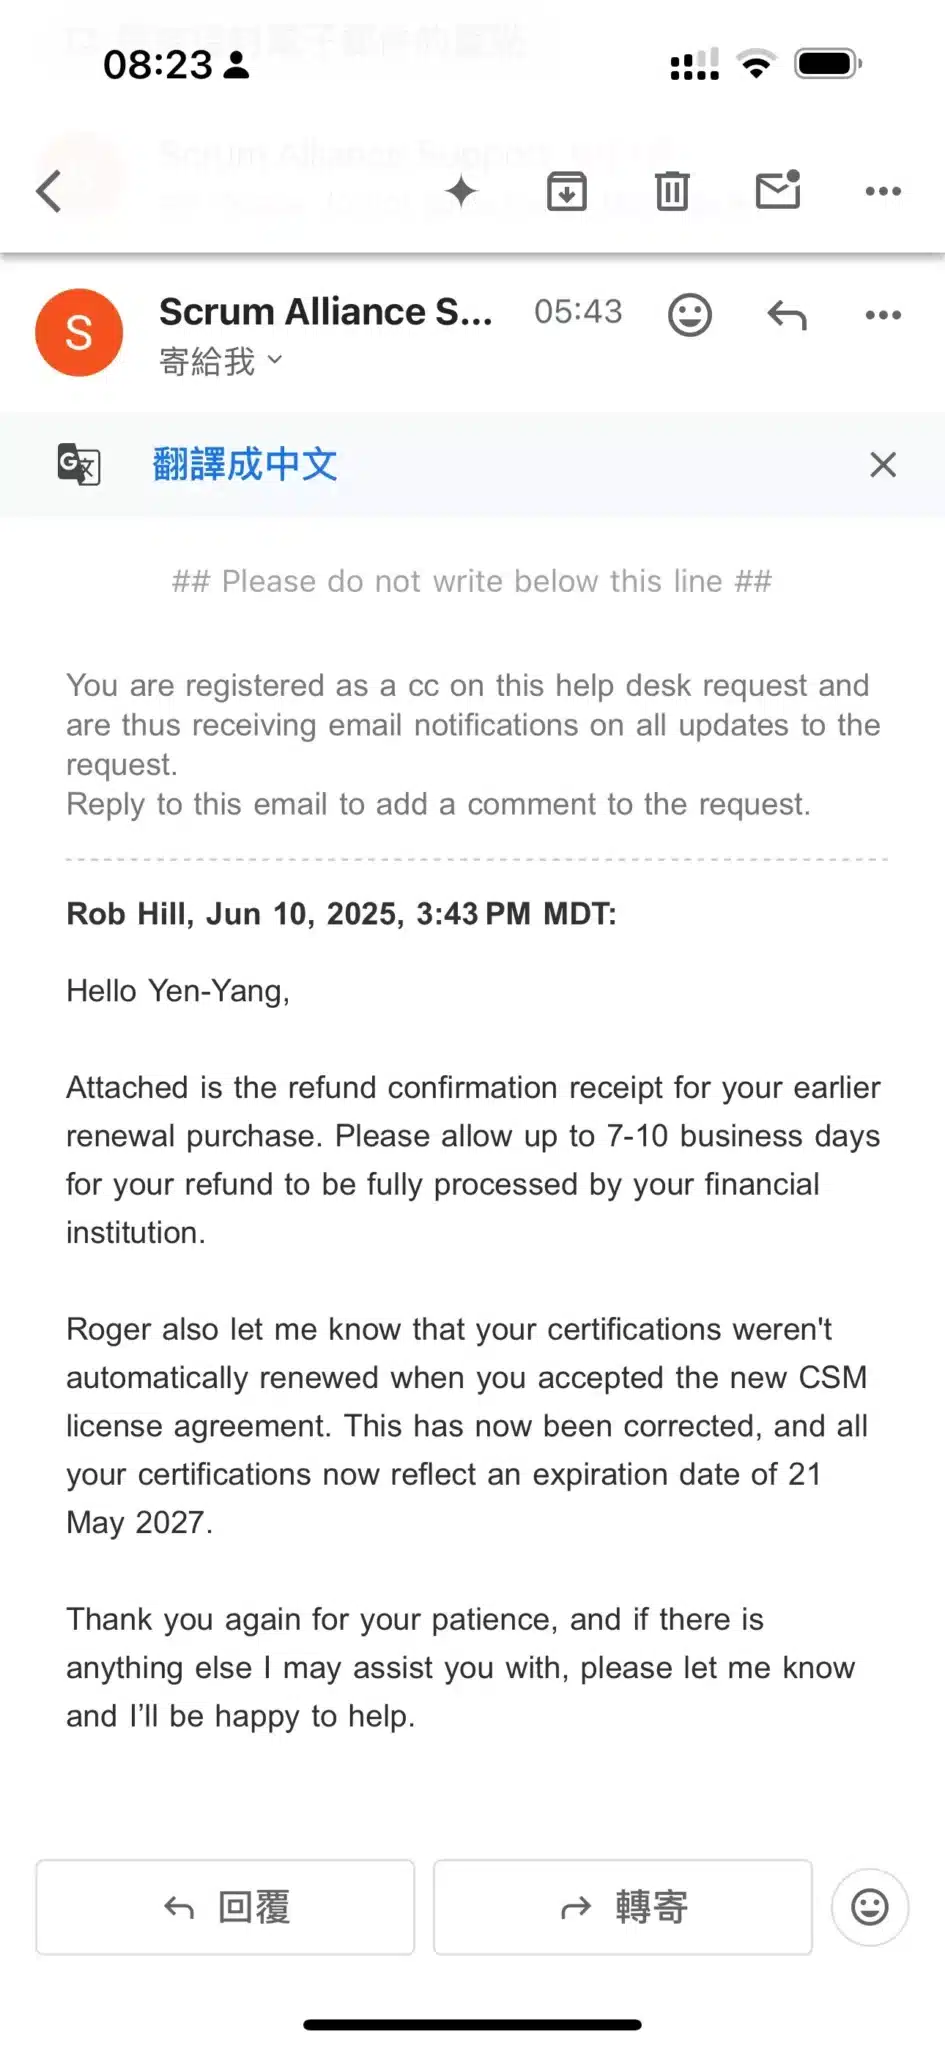 08:23
Scrum Alliance S... 05:43
寄給我
翻譯成中文
## Please do not write below this line ##
You are registered as a cc on this help desk request and
are thus receiving email notifications on all updates to the
request.
Reply to this email to add a comment to the request.
Rob Hill, Jun 10, 2025, 3:43 PM MDT:
Hello Yen-Yang,
Attached is the refund confirmation receipt for your earlier
renewal purchase. Please allow up to 7-10 business days
for your refund to be fully processed by your financial
institution.
Roger also let me know that your certifications weren't
automatically renewed when you accepted the new CSM
license agreement. This has now been corrected, and all
your certifications now reflect an expiration date of 21
May 2027.
Thank you again for your patience, and if there is
anything else I may assist you with, please let me know
and I’ll be happy to help.
回覆 轉寄